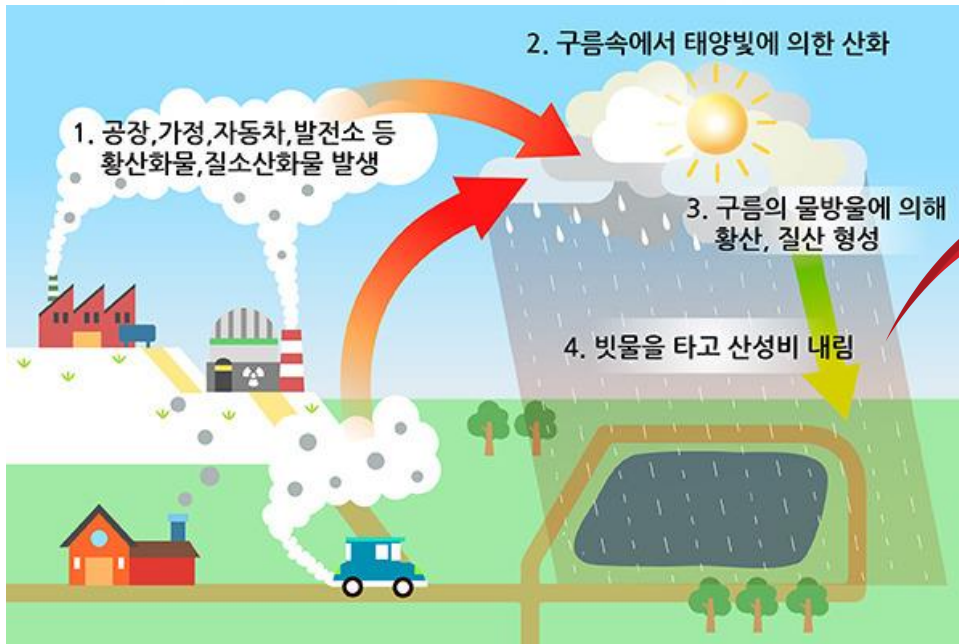 1. 공장,가정,자동차,발전소 등
황산화물,질소산화물 발생
2. 구름속에서 태양빛에 의한 산화
3. 구름의 물방울에 의해
황산, 질산 형성
4. 빗물을 타고 산성비 내림